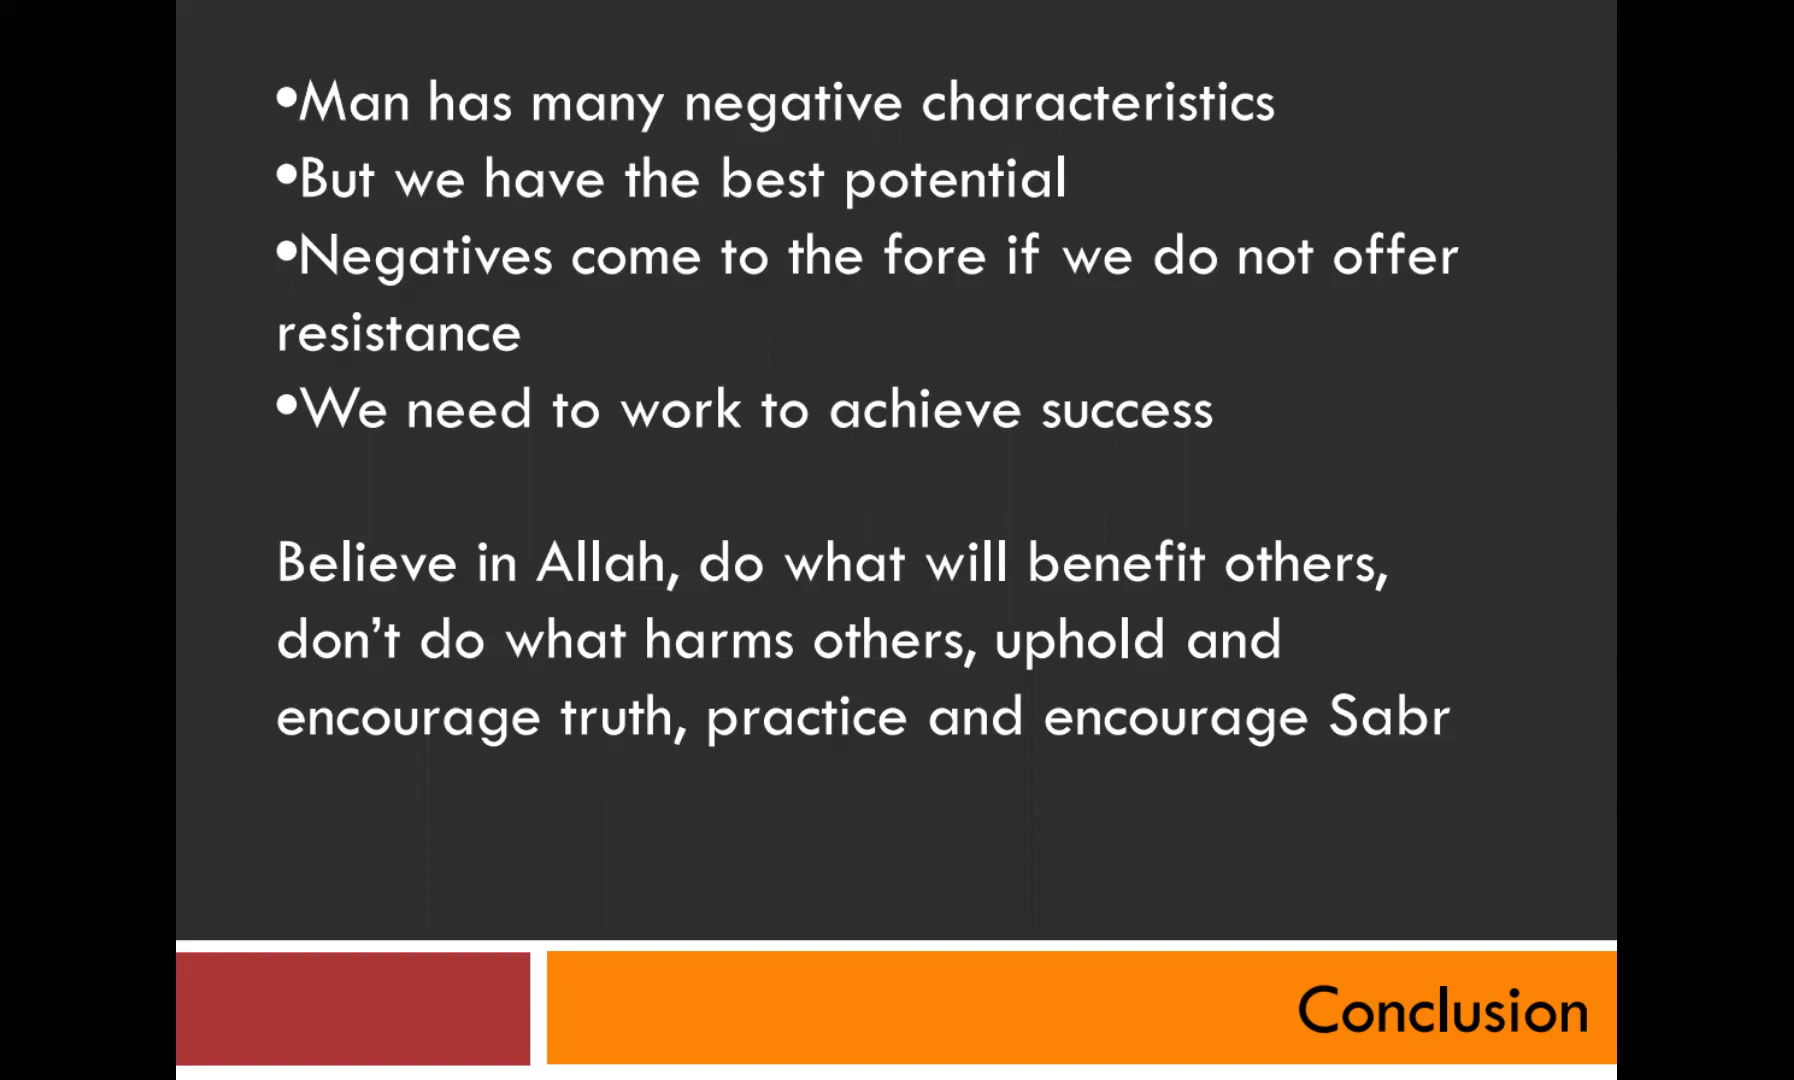 •Man has many negative characteristics
•But we have the best potential
•Negatives come to the fore if we do not offer
resistance
•We need to work to achieve success
Believe in Allah, do what will benefit others,
don’t do what harms others, uphold and
encourage truth, practice and encourage Sabr
Conclusion